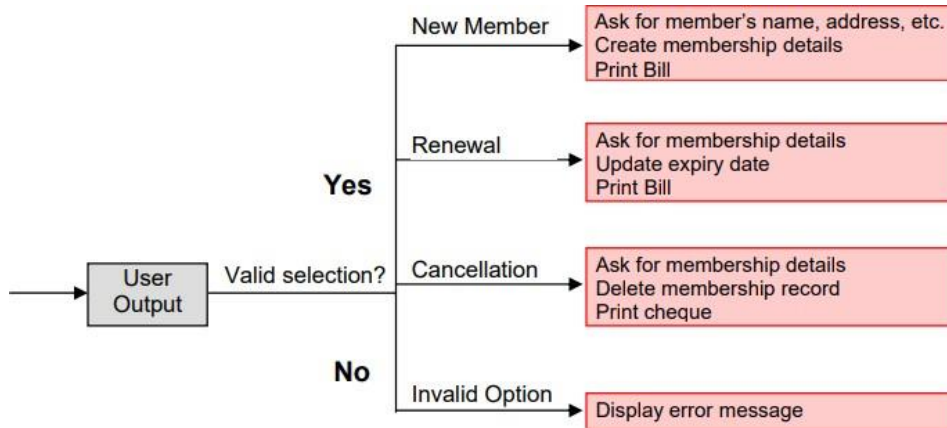 New Member
Ask for member's name, address, etc.
Create membership details
Print Bill
Renewal
Ask for membership details
Update expiry date
Print Bill
Yes
User
Output
Valid selection?
Cancellation
Ask for membership details
Delete membership record
Print cheque
No
Invalid Option
Display error message